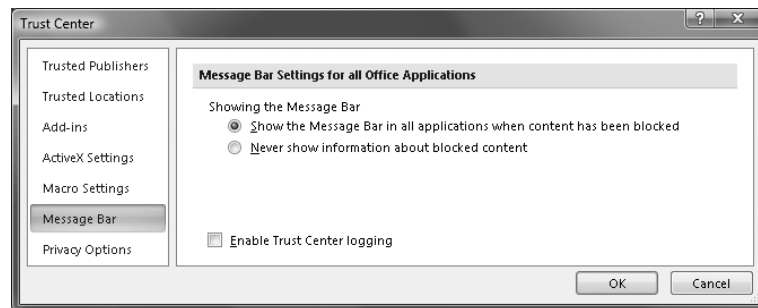 Trust Center
Trusted Publishers
Trusted Locations
Add-ins
ActiveX Settings
Macro Settings
Message Bar
Privacy Options
Message Bar Settings for all Office Applications
Showing the Message Bar
Show the Message Bar in all applications when content has been blocked
Never show information about blocked content
Enable Trust Center logging
OK Cancel